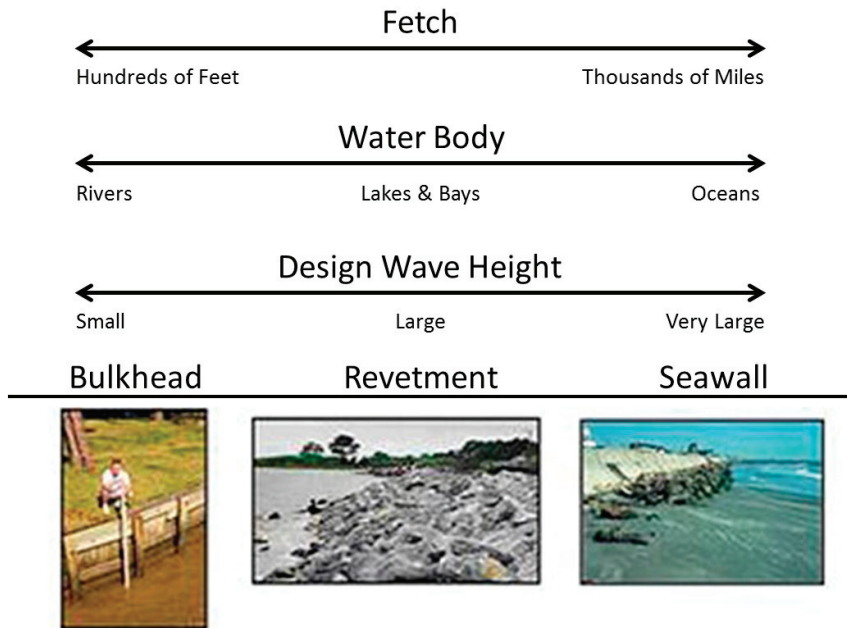 Fetch
Hundreds of Feet Thousands of Miles
Water Body
Rivers Lakes & Bays Oceans
Design Wave Height
Small Large Very Large
Bulkhead Revetment Seawall